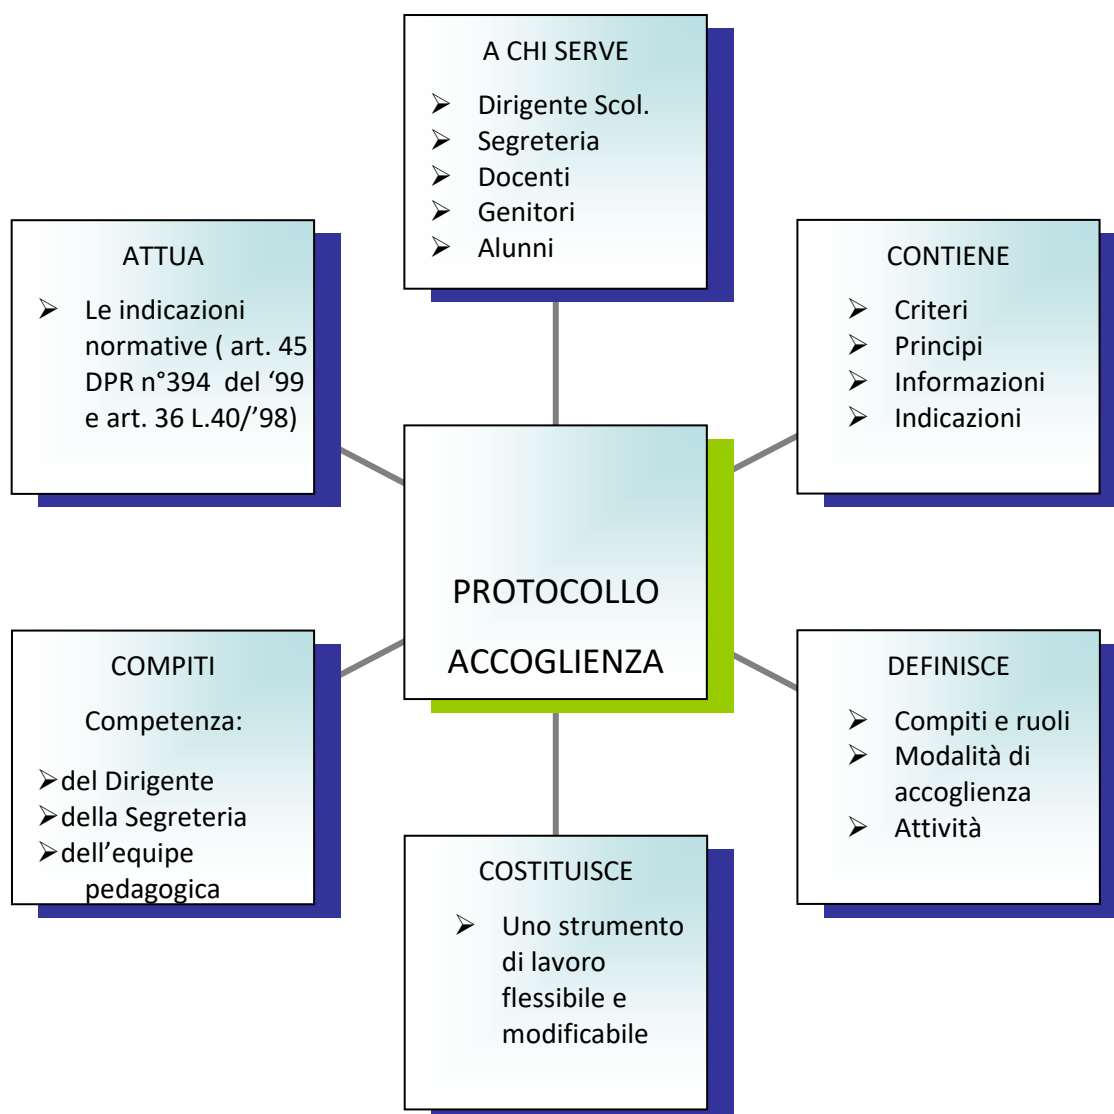 A CHI SERVE
➢ Dirigente Scol.
➢ Segreteria
➢ Docenti
➢ Genitori
➢ Alunni
ATTUA
➢ Le indicazioni
normative ( art. 45
DPR n°394 del ‘99
e art. 36 L.40/’98)
CONTIENE
➢ Criteri
➢ Principi
➢ Informazioni
➢ Indicazioni
PROTOCOLLO
ACCOGLIENZA
COMPITI
Competenza:
➢del Dirigente
➢della Segreteria
➢dell’equipe
pedagogica
DEFINISCE
➢ Compiti e ruoli
➢ Modalità di
accoglienza
➢ Attività
COSTITUISCE
➢ Uno strumento
di lavoro
flessibile e
modificabile